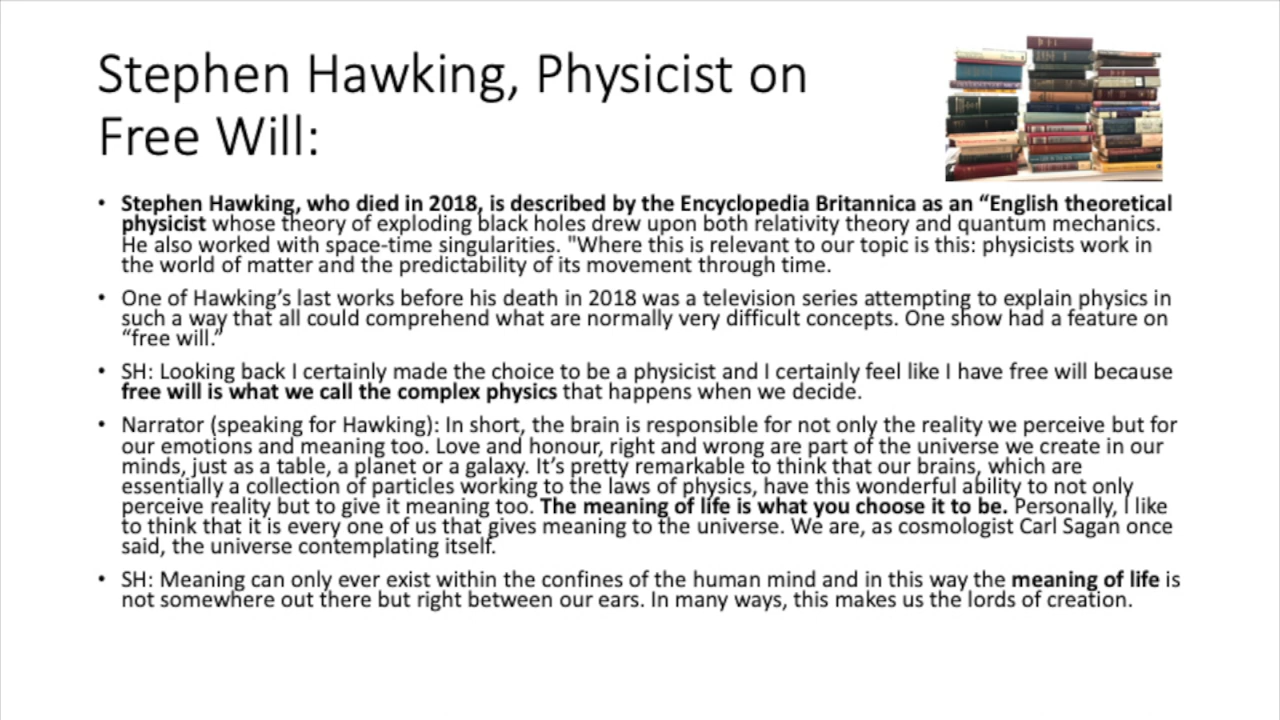 Stephen Hawking, Physicist on
Free Will:
• Stephen Hawking, who died in 2018, is described by the Encyclopedia Britannica as an “English theoretical
physicist whose theory of exploding black holes drew upon both relativity theory and quantum mechanics.
He also worked with space-time singularities. "Where this is relevant to our topic is this: physicists work in
the world of matter and the predictability of its movement through time.
• One of Hawking’s last works before his death in 2018 was a television series attempting to explain physics in
such a way that all could comprehend what are normally very difficult concepts. One show had a feature on
“free will.”
• SH: Looking back I certainly made the choice to be a physicist and I certainly feel like I have free will because
free will is what we call the complex physics that happens when we decide.
• Narrator (speaking for Hawking): In short, the brain is responsible for not only the reality we perceive but for
our emotions and meaning too. Love and honour, right and wrong are part of the universe we create in our
minds, just as a table, a planet or a galaxy. It’s pretty remarkable to think that our brains, which are
essentially a collection of particles working to the laws of physics, have this wonderful ability to not only
perceive reality but to give it meaning too. The meaning of life is what you choose it to be. Personally, I like
to think that it is every one of us that gives meaning to the universe. We are, as cosmologist Carl Sagan once
said, the universe contemplating itself.
• SH: Meaning can only ever exist within the confines of the human mind and in this way the meaning of life is
not somewhere out there but right between our ears. In many ways, this makes us the lords of creation.